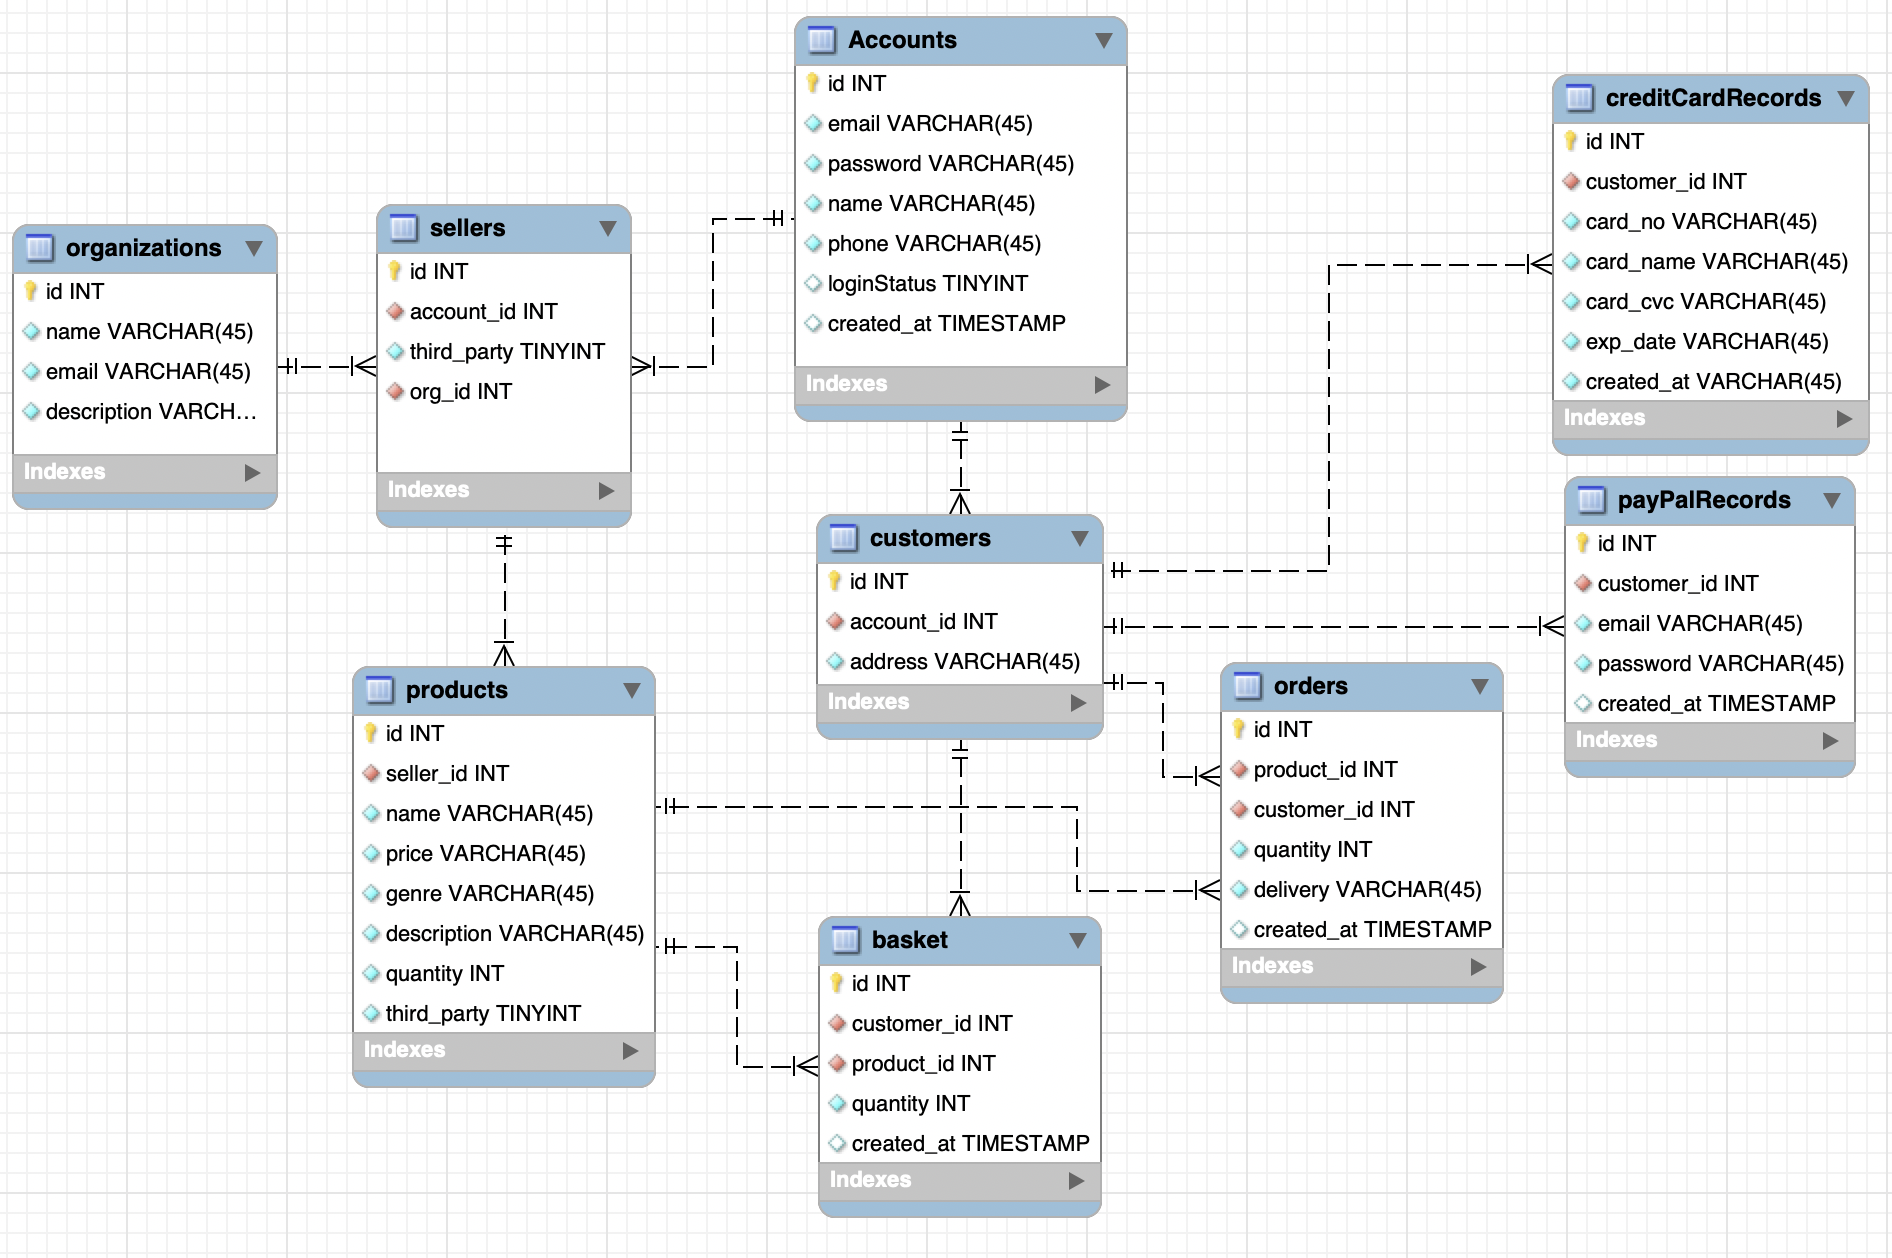 Accounts
id INT
email VARCHAR(45)
password VARCHAR(45)
name VARCHAR(45)
phone VARCHAR(45)
loginStatus TINYINT
created_at TIMESTAMP
Indexes
creditCardRecords
id INT
customer_id INT
card_no VARCHAR(45)
card_name VARCHAR(45)
card_cvc VARCHAR(45)
exp_date VARCHAR(45)
created_at VARCHAR(45)
Indexes
organizations
id INT
name VARCHAR(45)
email VARCHAR(45)
description VARCH...
Indexes
sellers
id INT
account_id INT
third_party TINYINT
org_id INT
Indexes
customers
id INT
account_id INT
address VARCHAR(45)
Indexes
payPalRecords
id INT
customer_id INT
email VARCHAR(45)
password VARCHAR(45)
created_at TIMESTAMP
Indexes
products
id INT
seller_id INT
name VARCHAR(45)
price VARCHAR(45)
genre VARCHAR(45)
description VARCHAR(45)
quantity INT
third_party TINYINT
Indexes
orders
id INT
product_id INT
customer_id INT
quantity INT
delivery VARCHAR(45)
created_at TIMESTAMP
Indexes
basket
id INT
customer_id INT
product_id INT
quantity INT
created_at TIMESTAMP
Indexes